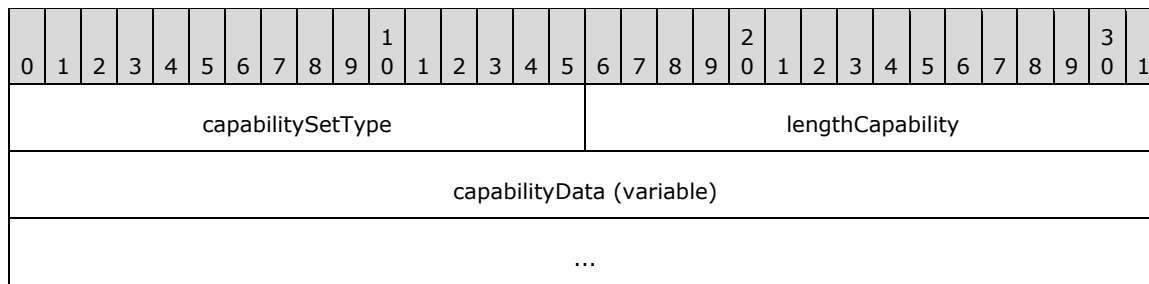 1 2 3
0 1 2 3 4 5 6 7 8 9 0 1 2 3 4 5 6 7 8 9 0 1 2 3 4 5 6 7 8 9 0 1
capabilitySetType lengthCapability
capabilityData (variable)
...